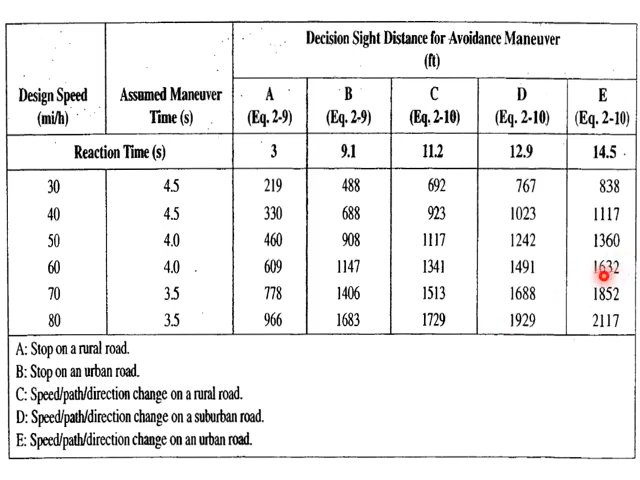 Decision Sight Distance for Avoidance Maneuver
(ft)
Design Speed (mi/h) Assumed Maneuver Time (s) A (Eq. 2-9) B (Eq. 2-9) C (Eq. 2-10) D (Eq. 2-10) E (Eq. 2-10)
Reaction Time (s) 3 9.1 11.2 12.9 14.5
30 4.5 219 488 692 767 838
40 4.5 330 688 923 1023 1117
50 4.0 460 908 1117 1242 1360
60 4.0 609 1147 1341 1491 1632
70 3.5 778 1406 1513 1688 1852
80 3.5 966 1683 1729 1929 2117
A: Stop on a rural road.
B: Stop on an urban road.
C: Speed/path/direction change on a rural road.
D: Speed/path/direction change on a suburban road.
E: Speed/path/direction change on an urban road.